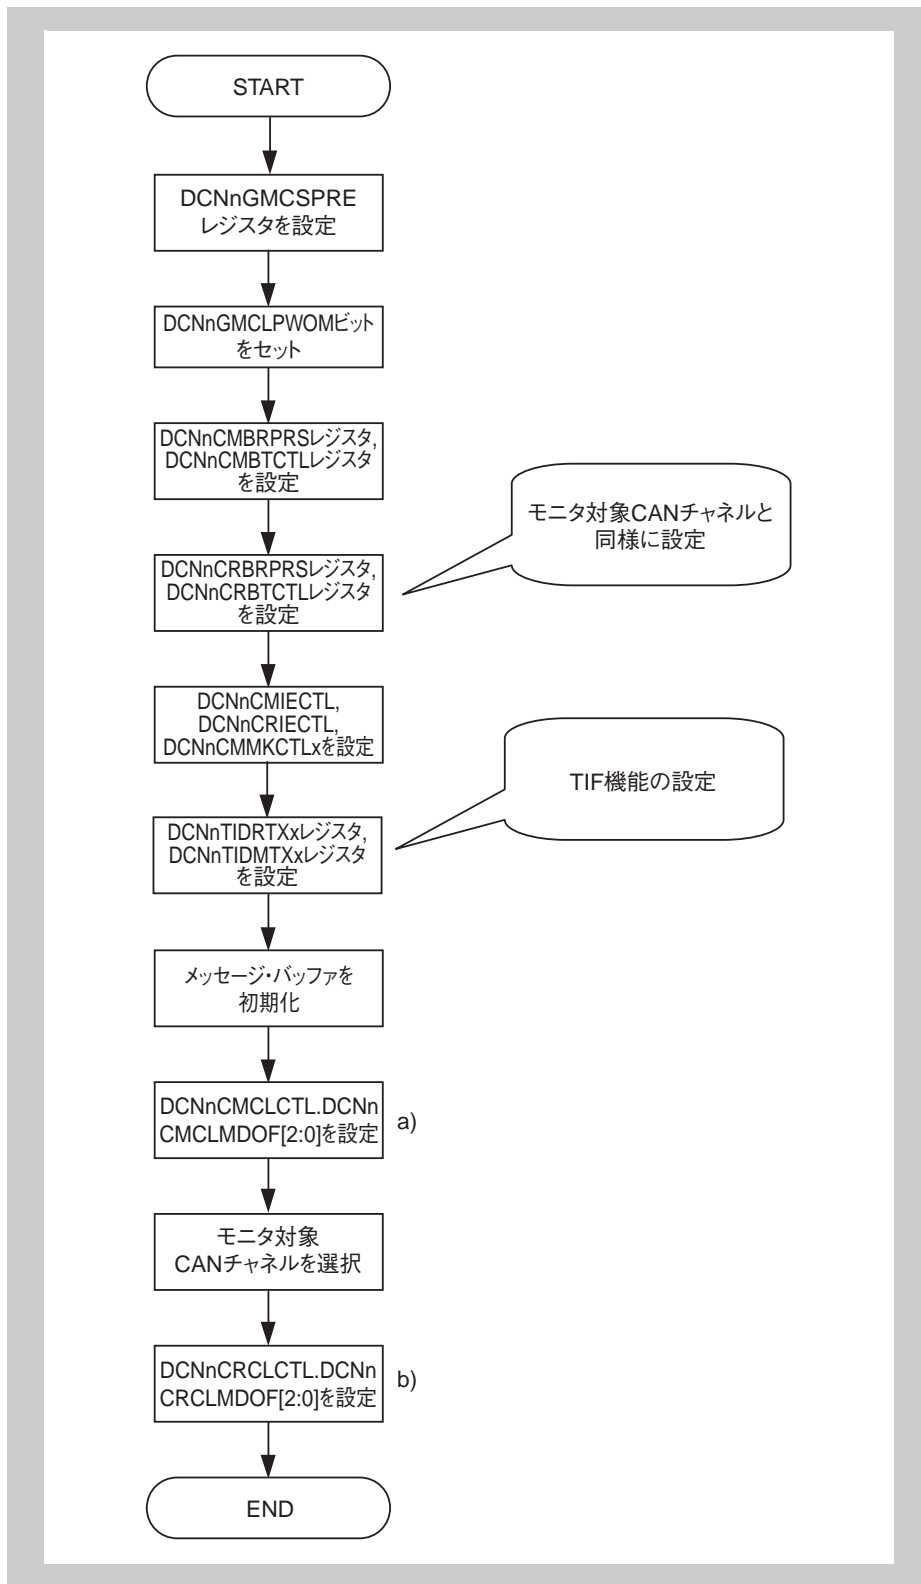 START
DCNnGMCSPRE
レジスタを設定
DCNnGMCLPWOMビット
をセット
DCNnCMBRPRSレジスタ,
DCNnCMBTCTLレジスタ
を設定
モニタ対象CANチャネルと
同様に設定
DCNnCRBRPRSレジスタ,
DCNnCRBTCTLレジスタ
を設定
DCNnCMIECTL,
DCNnCRIECTL,
DCNnCMMKCTLxを設定
TIF機能の設定
DCNnTIDRTXxレジスタ,
DCNnTIDMTXxレジスタ
を設定
メッセージ・バッファを
初期化
DCNnCMCLCTL.DCNn
CMCLMDOF[2:0]を設定
a)
モニタ対象
CANチャネルを選択
DCNnCRCLCTL.DCNn
CRCLMDOF[2:0]を設定
b)
END